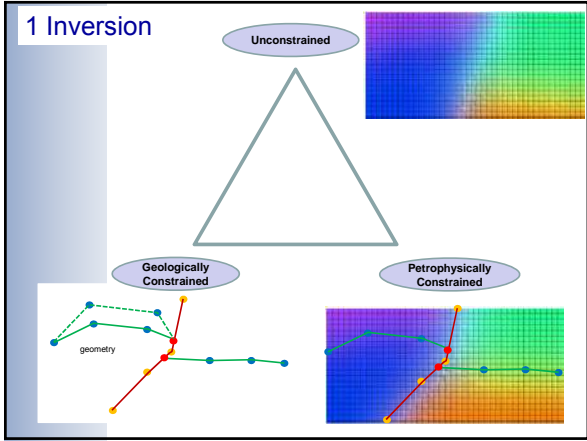 1 Inversion
Unconstrained
Geologically
Constrained
Petrophysically
Constrained
geometry